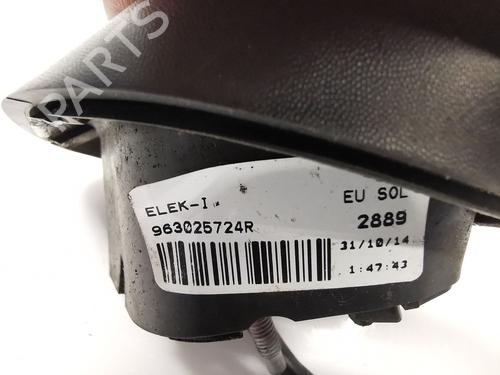 PARTS
ELEK-I EU SOL
963025724R 2889
31/10/14
1:47:43